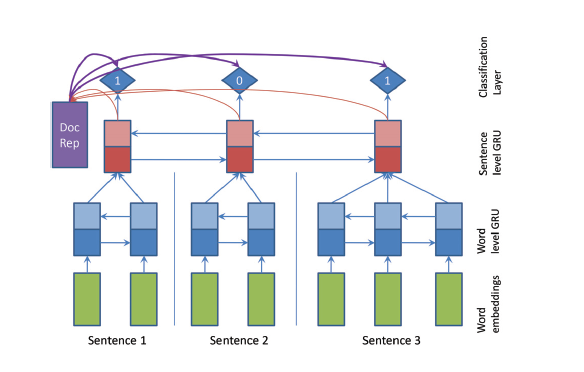 1
0
1
Classification
Layer
Doc
Rep
Sentence
level GRU
Word
level GRU
Word
embeddings
Sentence 1
Sentence 2
Sentence 3